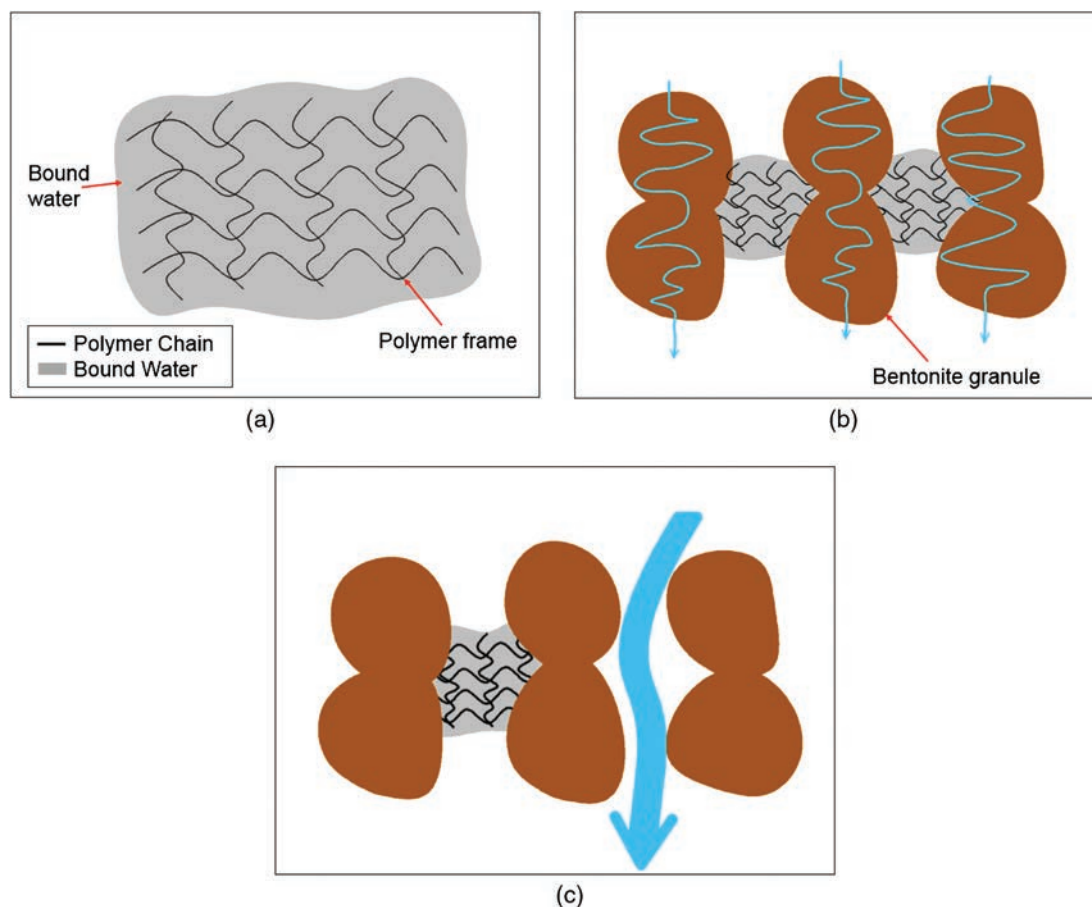 Bound
water
Polymer frame
Polymer Chain
Bound Water
(a)
Bentonite granule
(b)
(c)